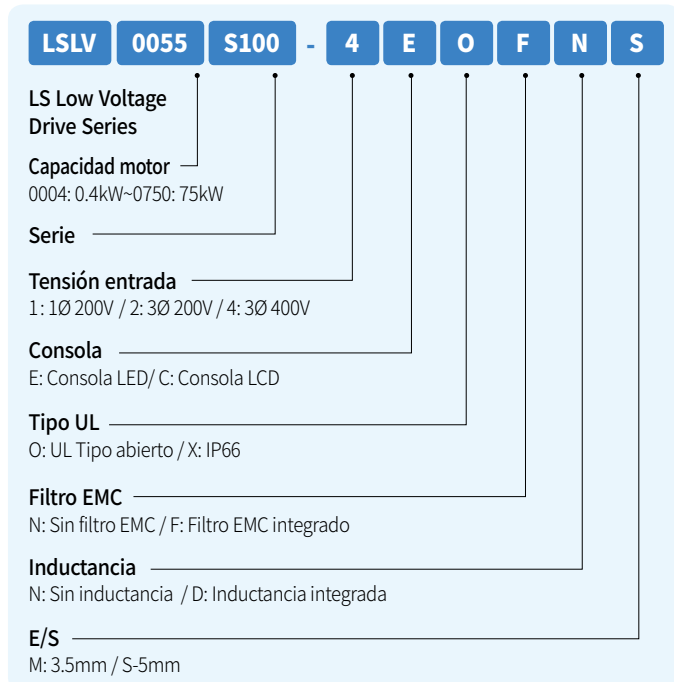 LSLV 0055 S100 - 4 E O F N S
LS Low Voltage
Drive Series
Capacidad motor
0004: 0.4kW~0750: 75kW
Serie
Tensión entrada
1: 1Ø 200V / 2: 3Ø 200V / 4: 3Ø 400V
Consola
E: Consola LED/ C: Consola LCD
Tipo UL
O: UL Tipo abierto / X: IP66
Filtro EMC
N: Sin filtro EMC / F: Filtro EMC integrado
Inductancia
N: Sin inductancia / D: Inductancia integrada
E/S
M: 3.5mm / S-5mm